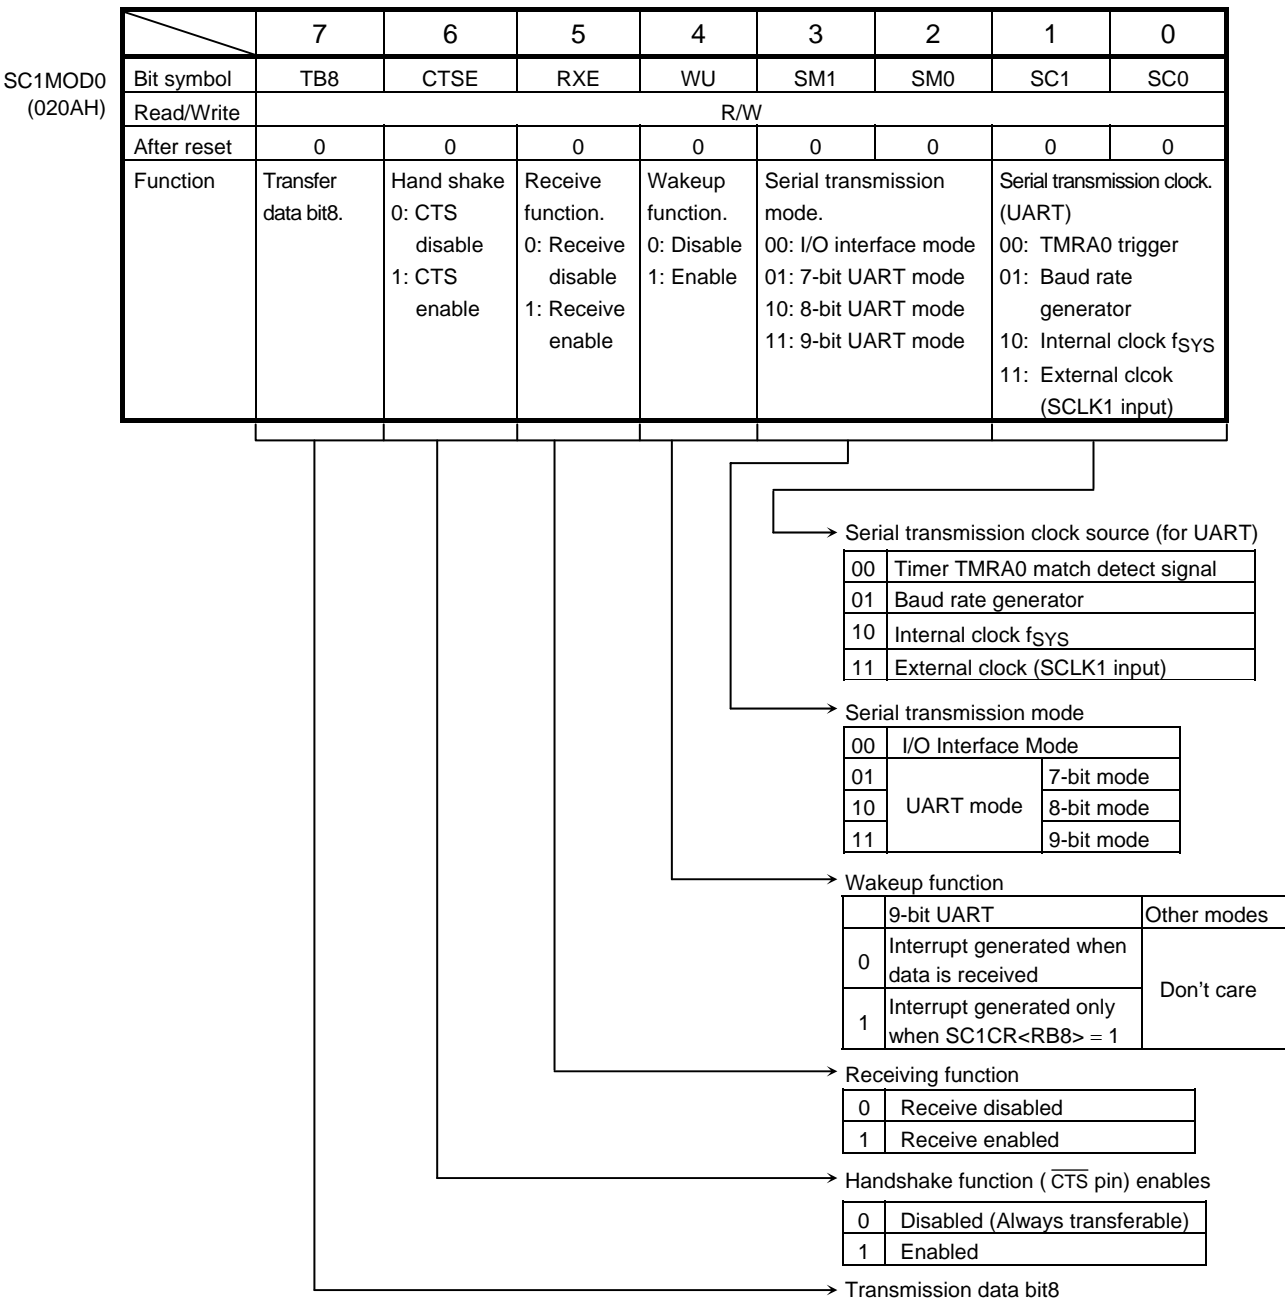 7 6 5 4 3 2 1 0
SC1MOD0
(020AH)
Bit symbol TB8 CTSE RXE WU SM1 SM0 SC1 SC0
Read/Write R/W
After reset 0 0 0 0 0 0 0 0
Function
Transfer
data bit8.
Hand shake
0: CTS
disable
1: CTS
enable
Receive
function.
0: Receive
disable
1: Receive
enable
Wakeup
function.
0: Disable
1: Enable
Serial transmission
mode.
00: I/O interface mode
01: 7-bit UART mode
10: 8-bit UART mode
11: 9-bit UART mode
Serial transmission clock.
(UART)
00: TMRA0 trigger
01: Baud rate
generator
10: Internal clock fSYS
11: External clcok
(SCLK1 input)
Serial transmission clock source (for UART)
00 Timer TMRA0 match detect signal
01 Baud rate generator
10 Internal clock fSYS
11 External clock (SCLK1 input)
Serial transmission mode
00 I/O Interface Mode
01 7-bit mode
10 UART mode 8-bit mode
11 9-bit mode
Wakeup function
9-bit UART Other modes
0 Interrupt generated when
data is received
Don't care
1 Interrupt generated only
when SC1CR<RB8> = 1
Receiving function
0 Receive disabled
1 Receive enabled
Handshake function ( CTS pin) enables
0 Disabled (Always transferable)
1 Enabled
Transmission data bit8